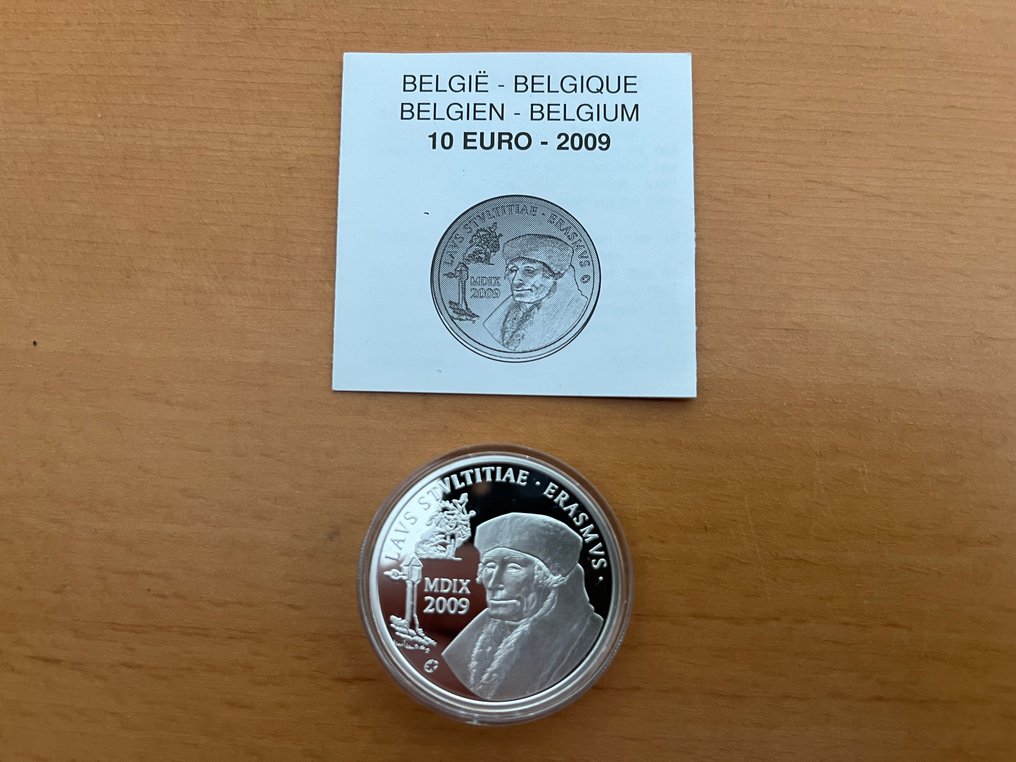 BELGIË - BELGIQUE
BELGIEN - BELGIUM
10 EURO - 2009
LAVS STVLTITIAE · ERASMVS
MDIX
2009
LAVS STVLTITIAE · ERASMVS ·
MDIX
2009